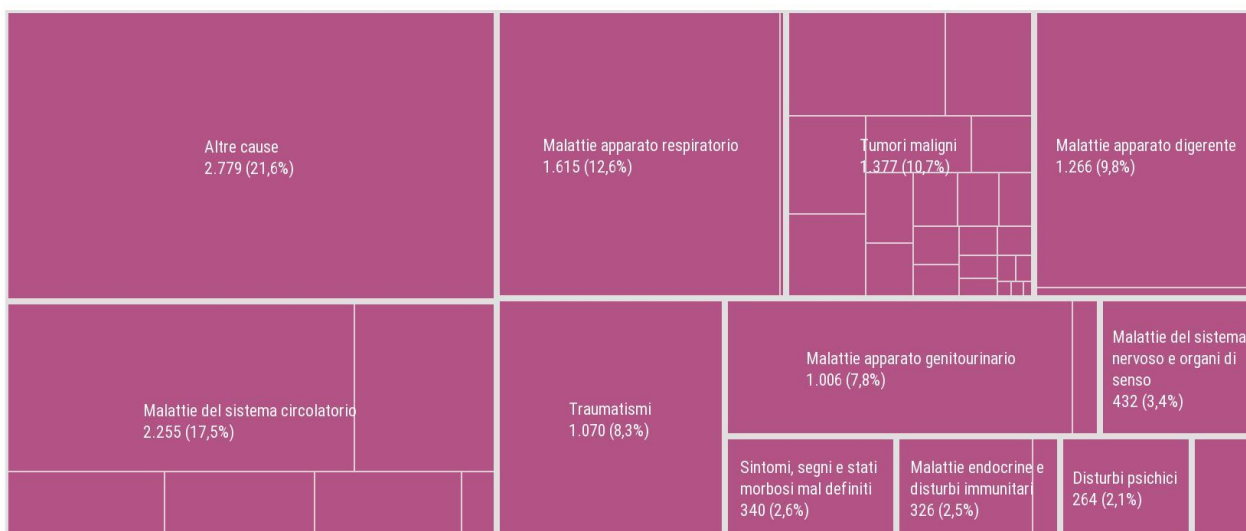 Altre cause
2.779 (21,6%)
Malattie apparato respiratorio
1.615 (12,6%)
Tumori maligni
1.377 (10,7%)
Malattie apparato digerente
1.266 (9,8%)
Malattie del sistema circolatorio
2.255 (17,5%)
Traumatismi
1.070 (8,3%)
Malattie apparato genitourinario
1.006 (7,8%)
Malattie del sistema
nervoso e organi di
senso
432 (3,4%)
Sintomi, segni e stati
morbosi mal definiti
340 (2,6%)
Malattie endocrine e
disturbi immunitari
326 (2,5%)
Disturbi psichici
264 (2,1%)